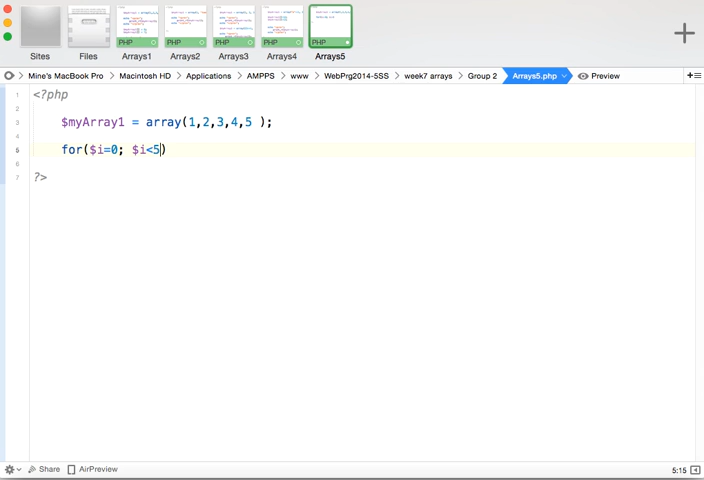 PHP PHP PHP PHP PHP
Sites Files Arrays1 Arrays2 Arrays3 Arrays4 Arrays5
Mine's MacBook Pro Macintosh HD Applications AMPPS www WebPrg2014-5SS week7 arrays Group 2 Arrays5.php Preview
1 <?php
2
3 $myArray1 = array(1,2,3,4,5 );
4
5 for($i=0; $i<5)
6
7 ?>
Share AirPreview 5:15